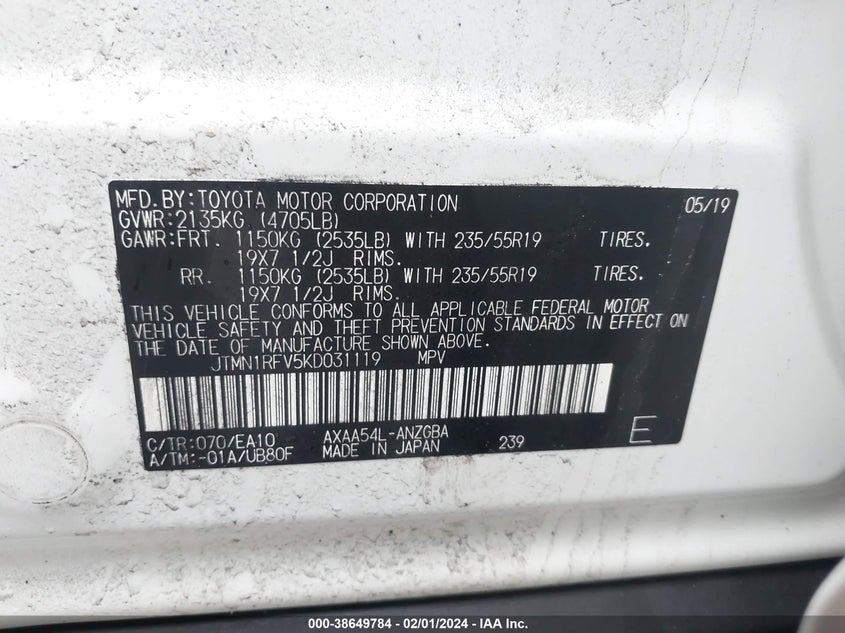 MFD.BY:TOYOTA MOTOR CORPORATION 05/19
GVWR:2135KG (4705LB)
GAWR:FRT. 1150KG (2535LB) WITH 235/55R19 TIRES.
19X7 1/2J RIMS.
RR. 1150KG (2535LB) WITH 235/55R19 TIRES.
19X7 1/2J RIMS.
THIS VEHICLE CONFORMS TO ALL APPLICABLE FEDERAL MOTOR
VEHICLE SAFETY AND THEFT PREVENTION STANDARDS IN EFFECT ON
THE DATE OF MANUFACTURE SHOWN ABOVE.
JTMN1RFV5KD031119 MPV
C/TR:070/EA10 AXAA54L-ANZGBA 239 E
A/TM:-01A/UB80F MADE IN JAPAN
000-38649784 - 02/01/2024 - IAA Inc.